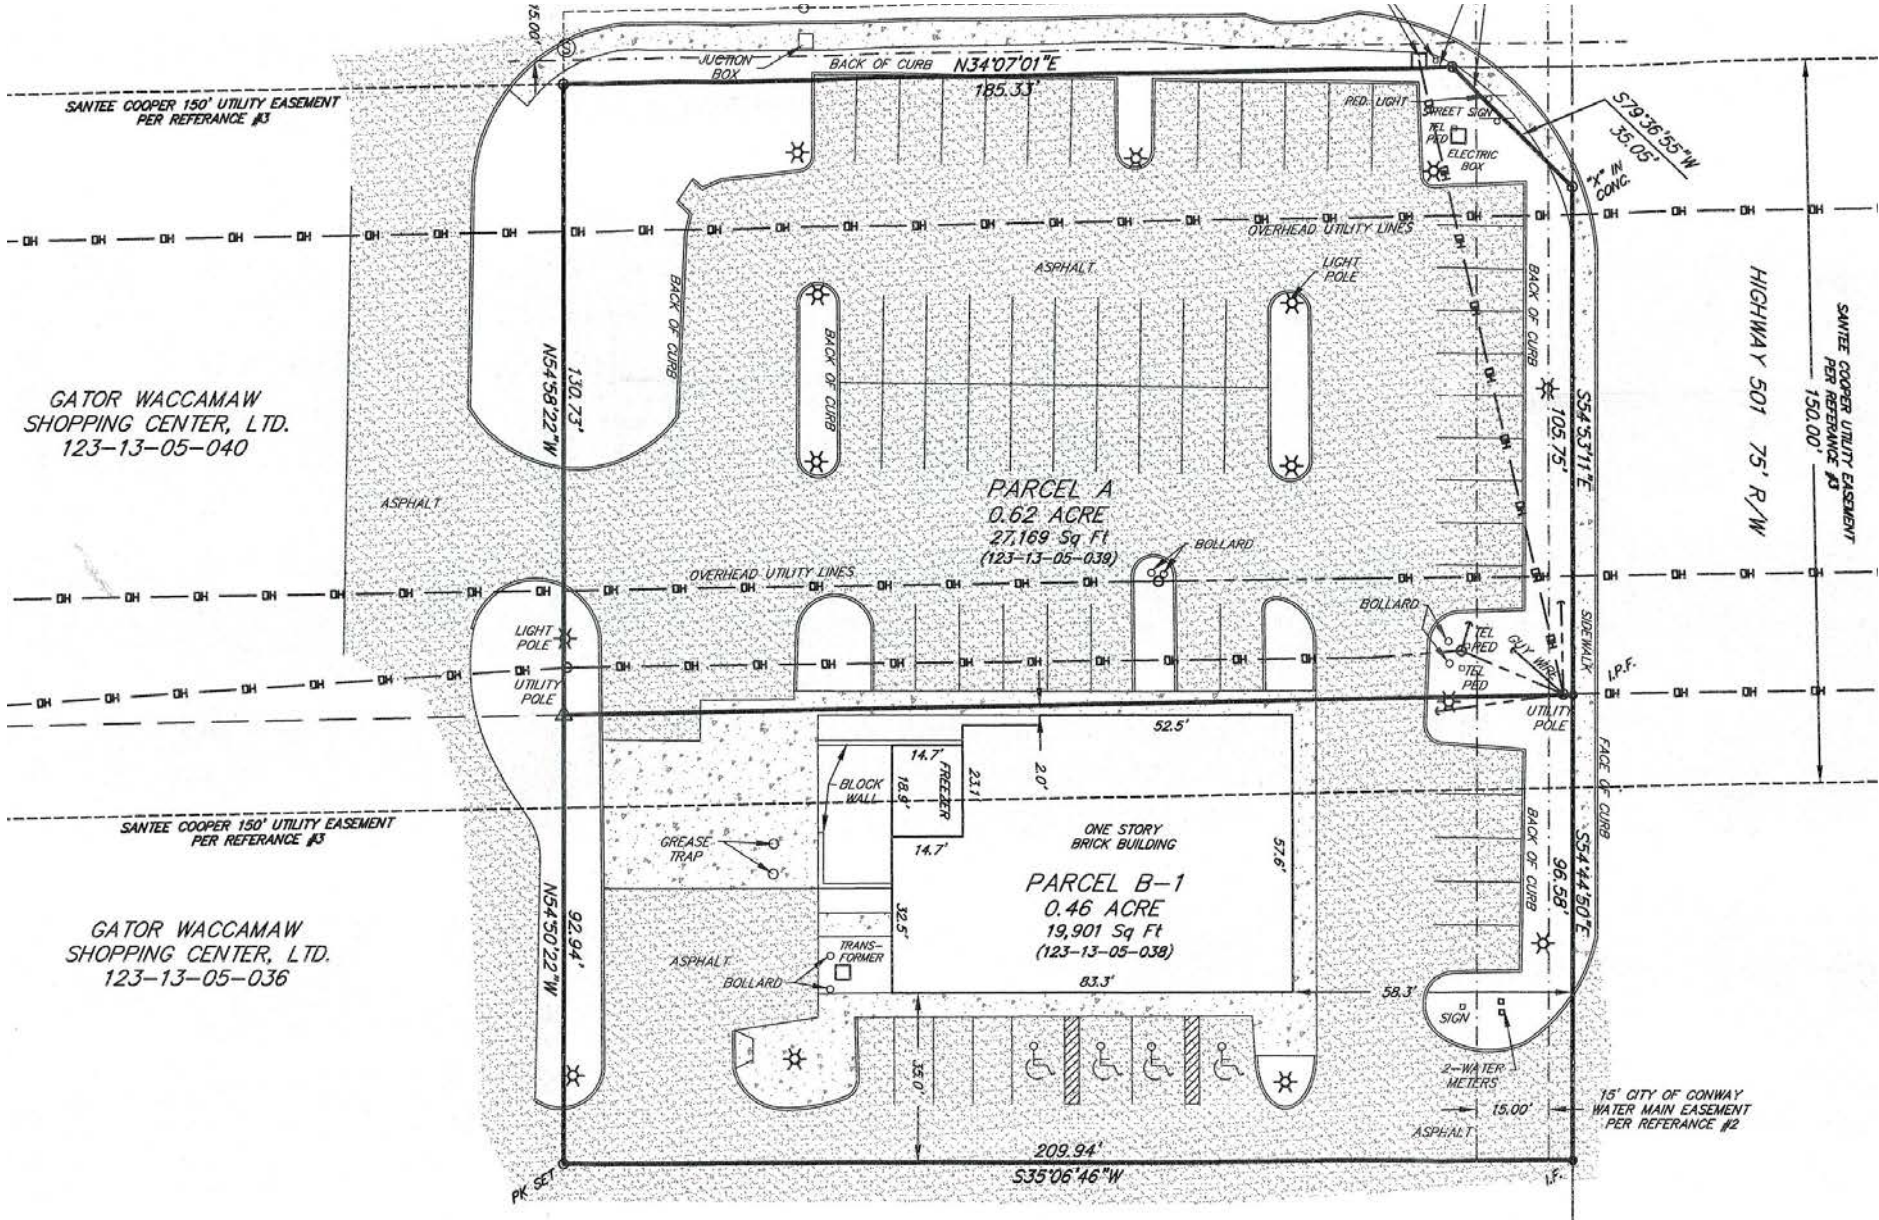 15.00'
S
JUCTION
BOX
BACK OF CURB
N34°07'01"E
185.33'
SANTEE COOPER 150' UTILITY EASEMENT
PER REFERANCE #3
PED LIGHT
STREET SIGN
TEL
PED
ELECTRIC
BOX
S79°36'55"W
35.05'
"X" IN
CONC.
OVERHEAD UTILITY LINES
ASPHALT
LIGHT
POLE
BACK OF CURB
BACK OF CURB
BACK OF CURB
HIGHWAY 501 75' R/W
SANTEE COOPER UTILITY EASEMENT
PER REFERANCE #3
150.00'
130.73'
N54°58'22"W
S54°53'11"E
105.75'
GATOR WACCAMAW
SHOPPING CENTER, LTD.
123-13-05-040
ASPHALT
PARCEL A
0.62 ACRE
27,169 Sq Ft
(123-13-05-039)
BOLLARD
OVERHEAD UTILITY LINES
BOLLARD
LIGHT
POLE
TEL
PED
TEL
PED
GUY WIRE
SIDEWALK
I.P.F.
UTILITY
POLE
UTILITY
POLE
52.5'
14.7'
FREEZER
18.9'
23.1'
2.0'
BLOCK
WALL
14.7'
FACE OF CURB
SANTEE COOPER 150' UTILITY EASEMENT
PER REFERANCE #3
GREASE
TRAP
ONE STORY
BRICK BUILDING
57.6'
PARCEL B-1
0.46 ACRE
19,901 Sq Ft
(123-13-05-038)
BACK OF CURB
S54°44'50"E
96.58'
92.94'
N54°50'22"W
32.5'
GATOR WACCAMAW
SHOPPING CENTER, LTD.
123-13-05-036
ASPHALT
TRANS-
FORMER
BOLLARD
83.3'
58.3'
SIGN
35.0'
2-WATER
METERS
15.00'
15' CITY OF CONWAY
WATER MAIN EASEMENT
PER REFERANCE #2
ASPHALT
209.94'
S35°06'46"W
PK SET
I.F.
OH